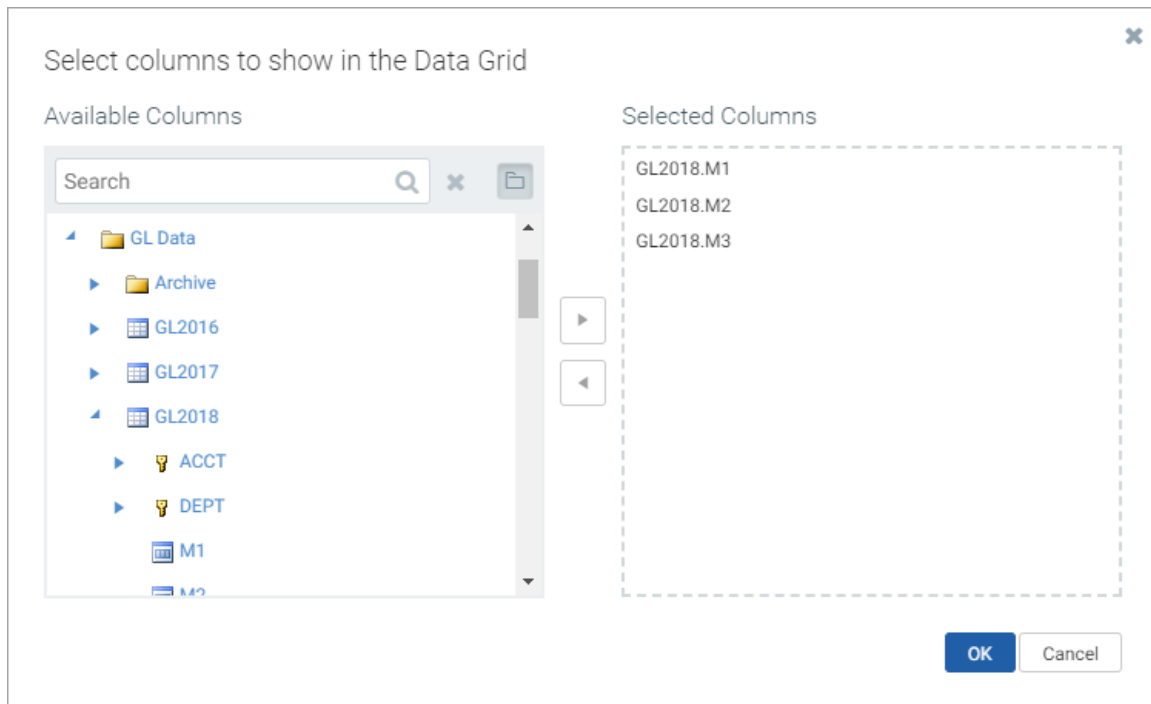 Select columns to show in the Data Grid
Available Columns
Search
GL Data
Archive
GL2016
GL2017
GL2018
ACCT
DEPT
M1
M2
Selected Columns
GL2018.M1
GL2018.M2
GL2018.M3
OK
Cancel